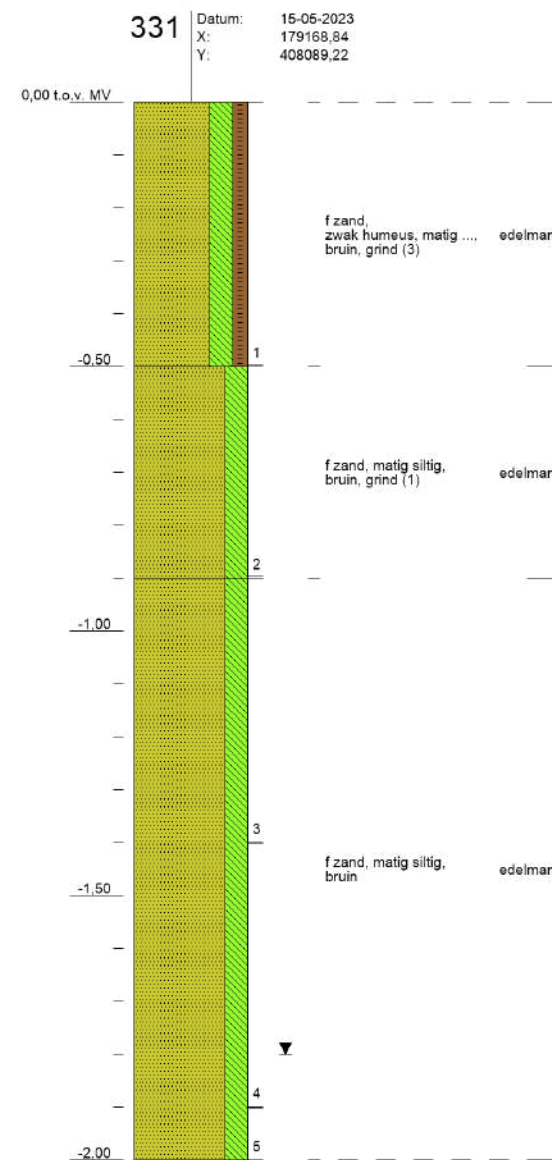 331
Datum: 15-05-2023
X: 179168,84
Y: 408089,22
0,00 t.o.v. MV
f zand,
zwak humeus, matig ..., edelman
bruin, grind (3)
1
-0,50
f zand, matig siltig, edelman
bruin, grind (1)
2
-1,00
3
f zand, matig siltig, edelman
bruin
-1,50
4
5
-2,00